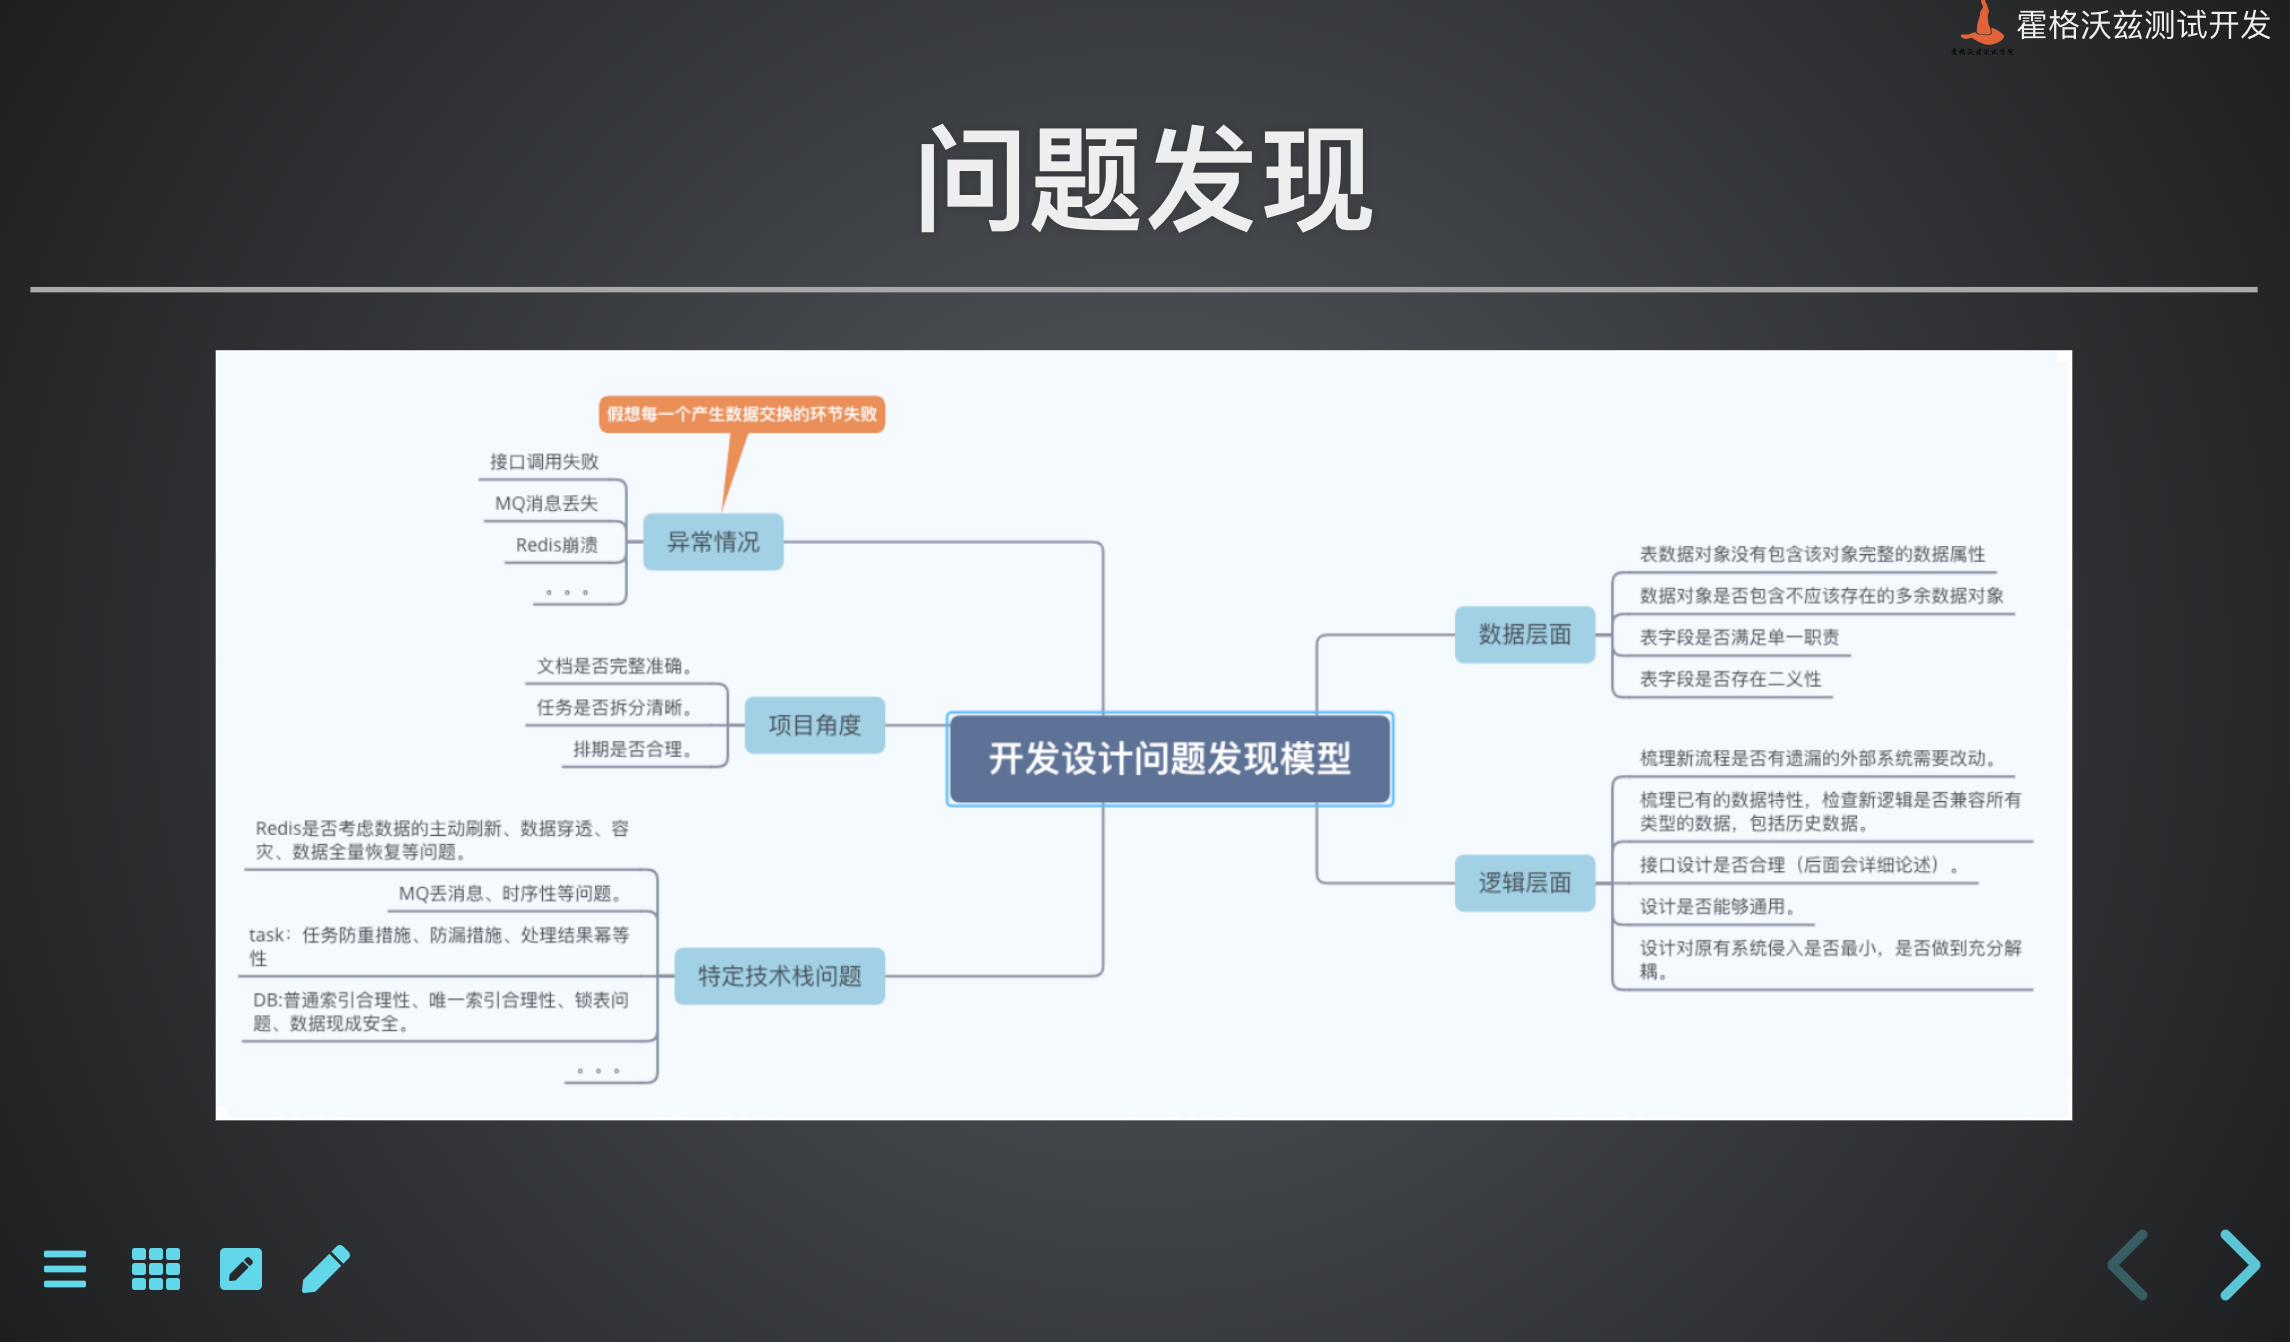 霍格沃兹测试开发
霍格沃兹测试学院
问题发现
假想每一个产生数据交换的环节失败
接口调用失败
MQ消息丢失
Redis崩溃
。。。
异常情况
文档是否完整准确。
任务是否拆分清晰。
排期是否合理。
项目角度
Redis是否考虑数据的主动刷新、数据穿透、容
灾、数据全量恢复等问题。
MQ丢消息、时序性等问题。
task：任务防重措施、防漏措施、处理结果幂等
性
DB:普通索引合理性、唯一索引合理性、锁表问
题、数据现成安全。
。。。
特定技术栈问题
开发设计问题发现模型
数据层面
表数据对象没有包含该对象完整的数据属性
数据对象是否包含不应该存在的多余数据对象
表字段是否满足单一职责
表字段是否存在二义性
逻辑层面
梳理新流程是否有遗漏的外部系统需要改动。
梳理已有的数据特性，检查新逻辑是否兼容所有
类型的数据，包括历史数据。
接口设计是否合理（后面会详细论述）。
设计是否能够通用。
设计对原有系统侵入是否最小，是否做到充分解
耦。